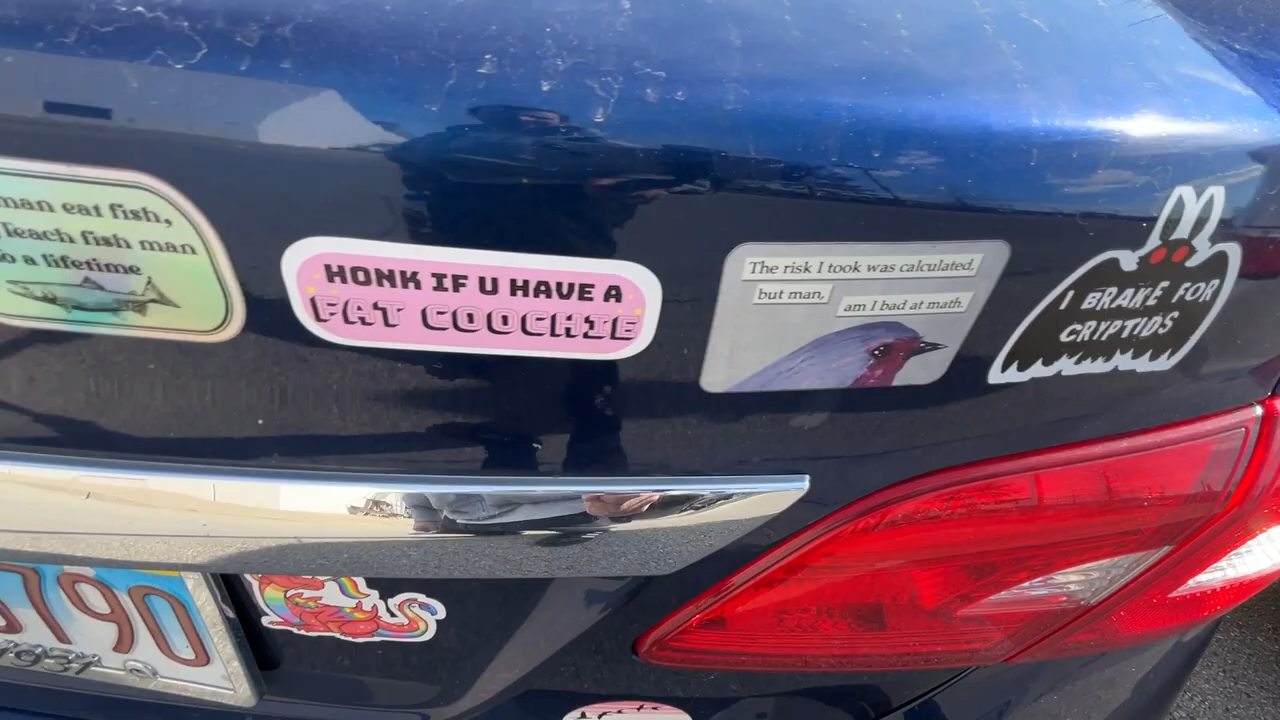 man eat fish,
Teach fish man
o a lifetime
HONK IF U HAVE A
FAT COOCHIE
The risk I took was calculated,
but man,
am I bad at math.
I BRAKE FOR
CRYPTIDS
790